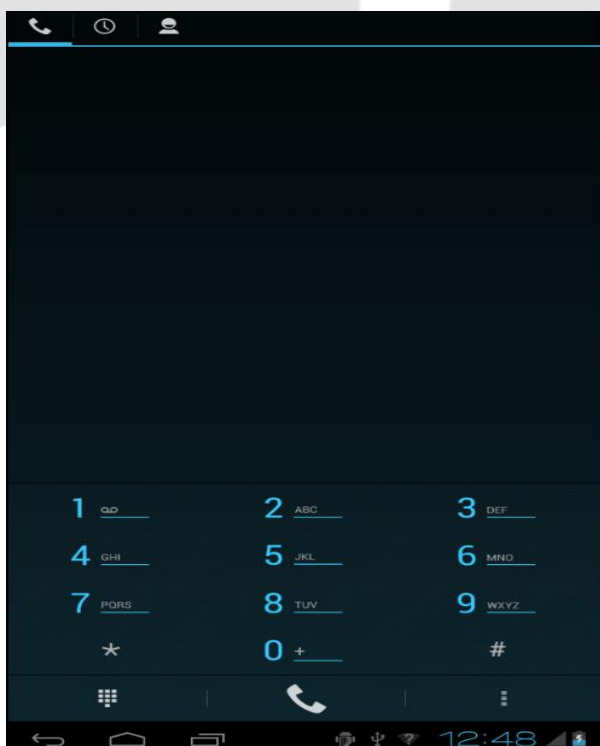 1 2 ABC 3 DEF
4 GHI 5 JKL 6 MNO
7 PQRS 8 TUV 9 WXYZ
* 0 + #
12:48